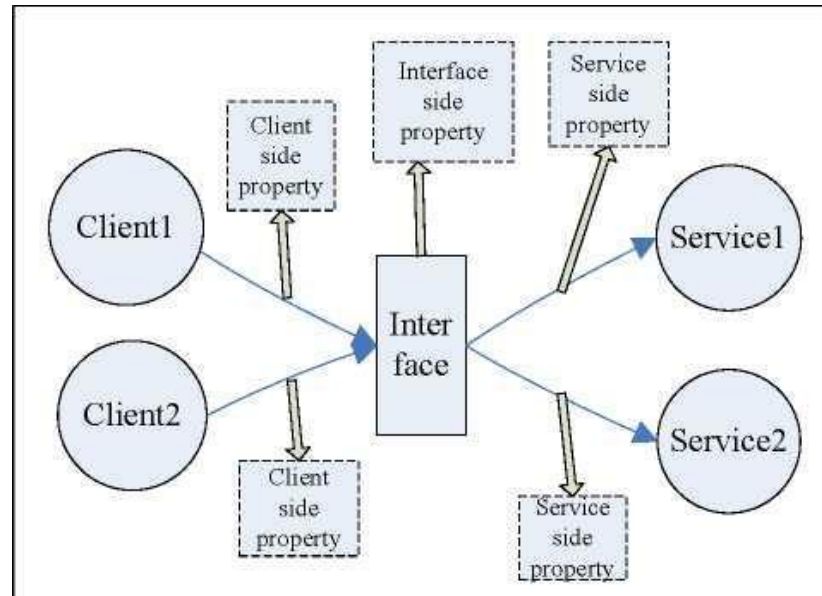 Interface
side
property
Service
side
property
Client
side
property
Client1
Service1
Inter
face
Client2
Service2
Client
side
property
Service
side
property